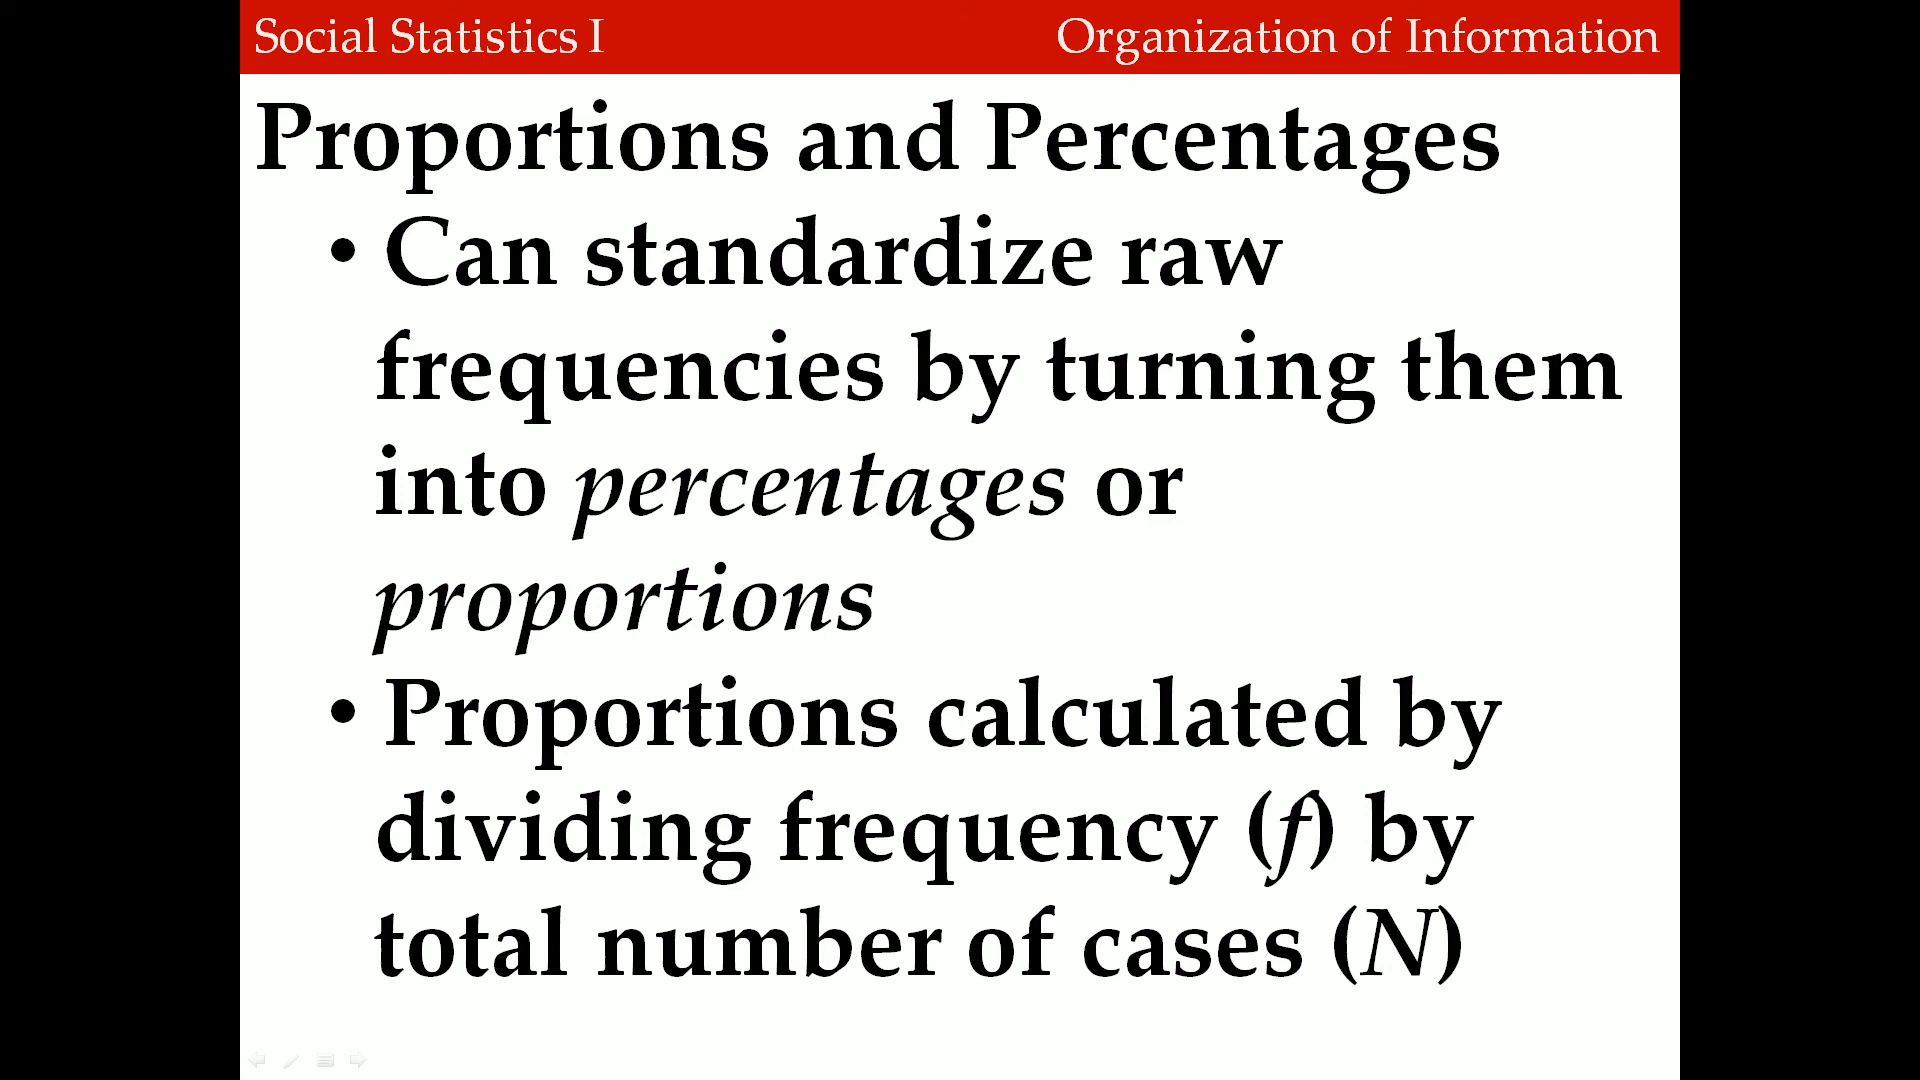 Social Statistics I
Organization of Information
Proportions and Percentages
• Can standardize raw
frequencies by turning them
into percentages or
proportions
• Proportions calculated by
dividing frequency (f) by
total number of cases (N)